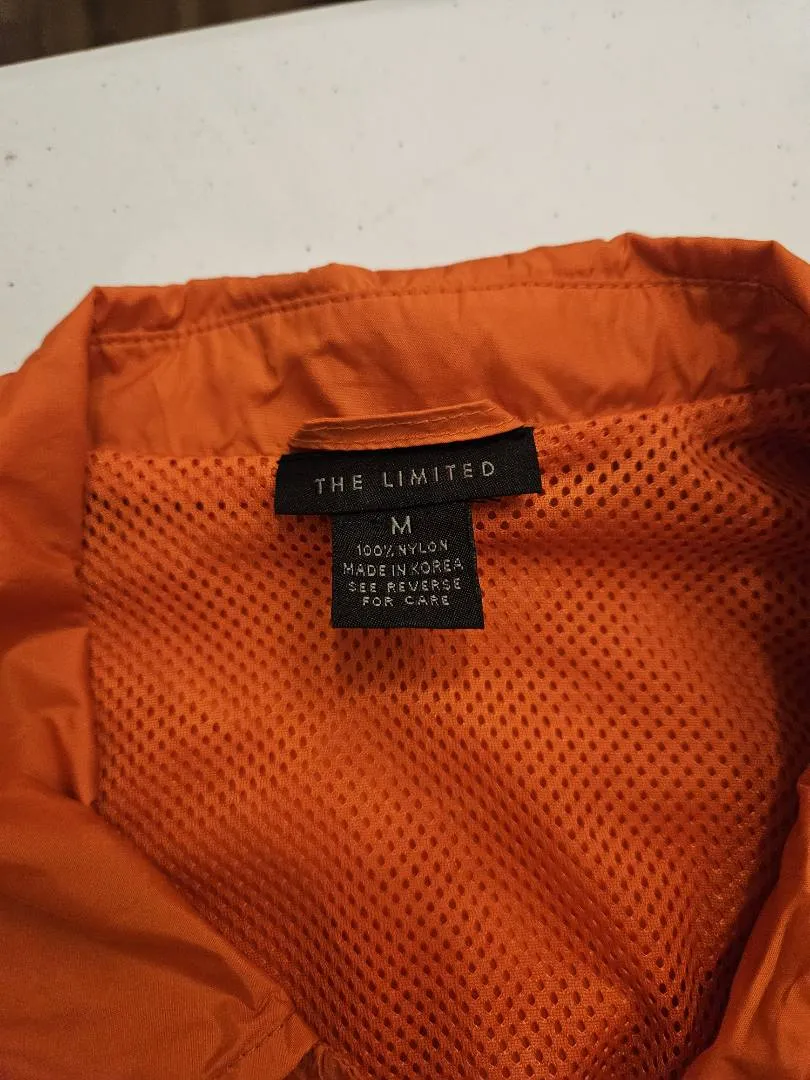 THE LIMITED
M
100% NYLON
MADE IN KOREA
SEE REVERSE
FOR CARE